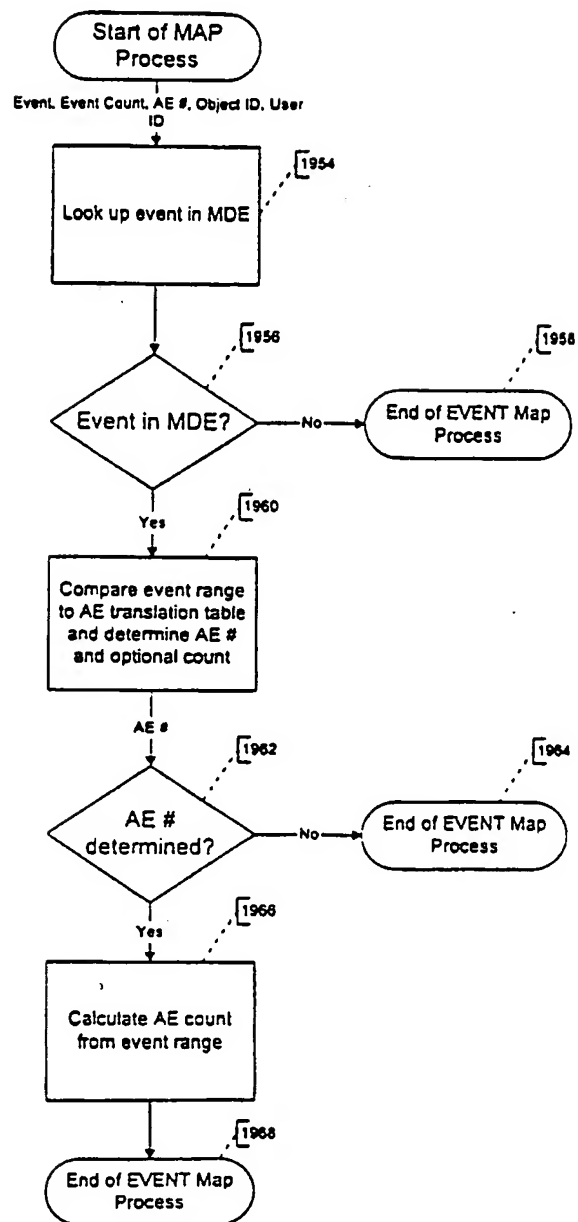 Start of MAP
Process
Event, Event Count, AE #, Object ID, User
ID
1954
Look up event in MDE
1956
1958
Event in MDE?
No
End of EVENT Map
Process
Yes
1960
Compare event range
to AE translation table
and determine AE #
and optional count
AE #
1962
1964
AE #
determined?
No
End of EVENT Map
Process
Yes
1966
Calculate AE count
from event range
1968
End of EVENT Map
Process